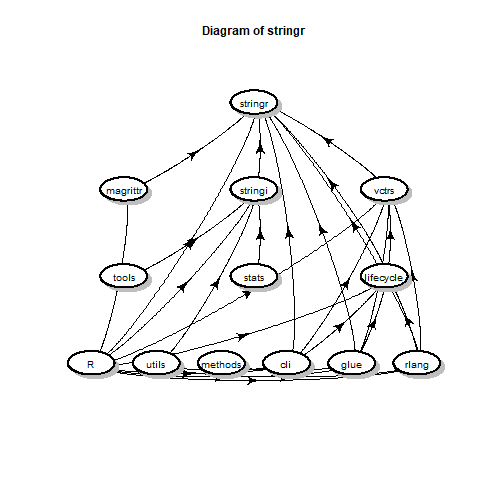 Diagram of stringr
stringr
magrittr stringi vctrs
tools stats lifecycle
R utils methods cli glue rlang